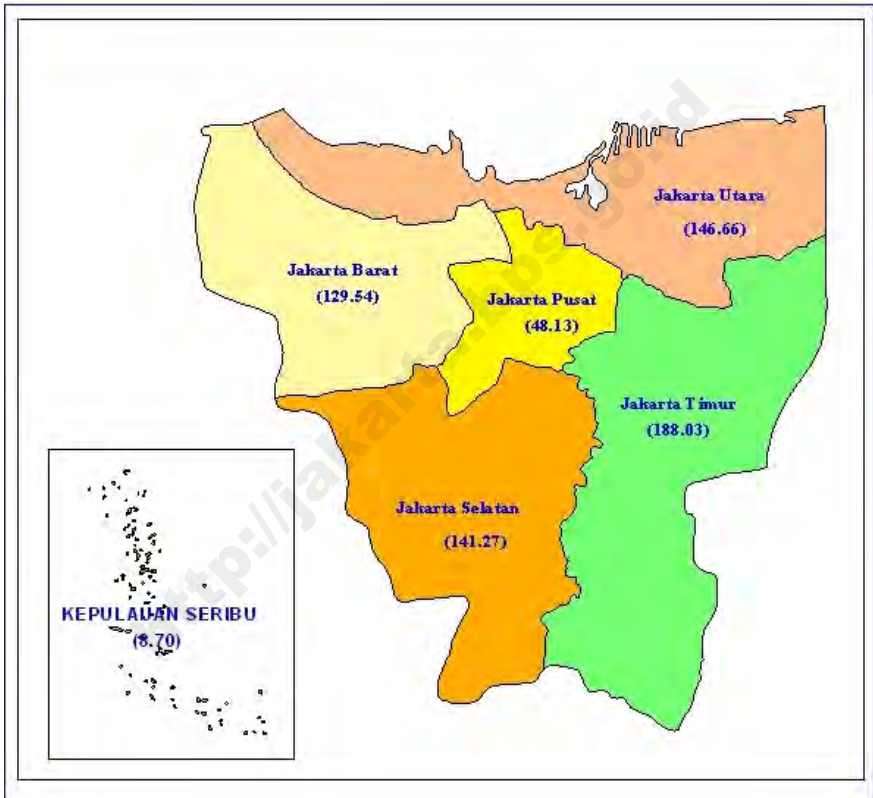 Jakarta Utara
(146.66)
Jakarta Barat
(129.54)
Jakarta Pusat
(48.13)
Jakarta Timur
(188.03)
Jakarta Selatan
(141.27)
KEPULAUAN SERIBU
(8.70)
http://jakarta.bps.go.id